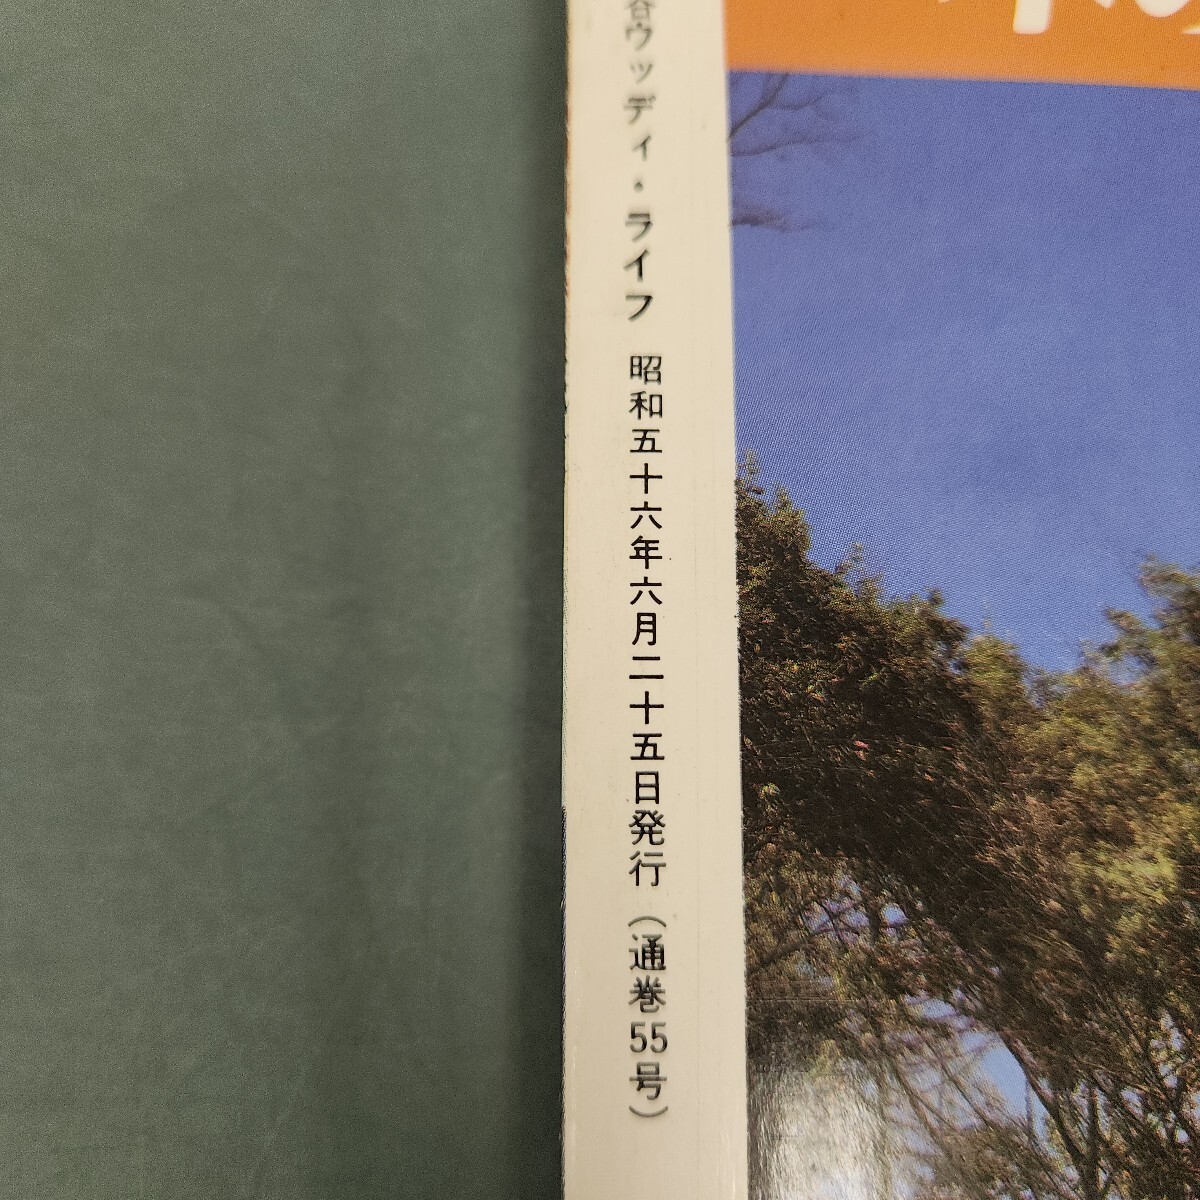 谷ウッディ・ライフ 昭和五十六年六月二十五日発行（通巻55号）